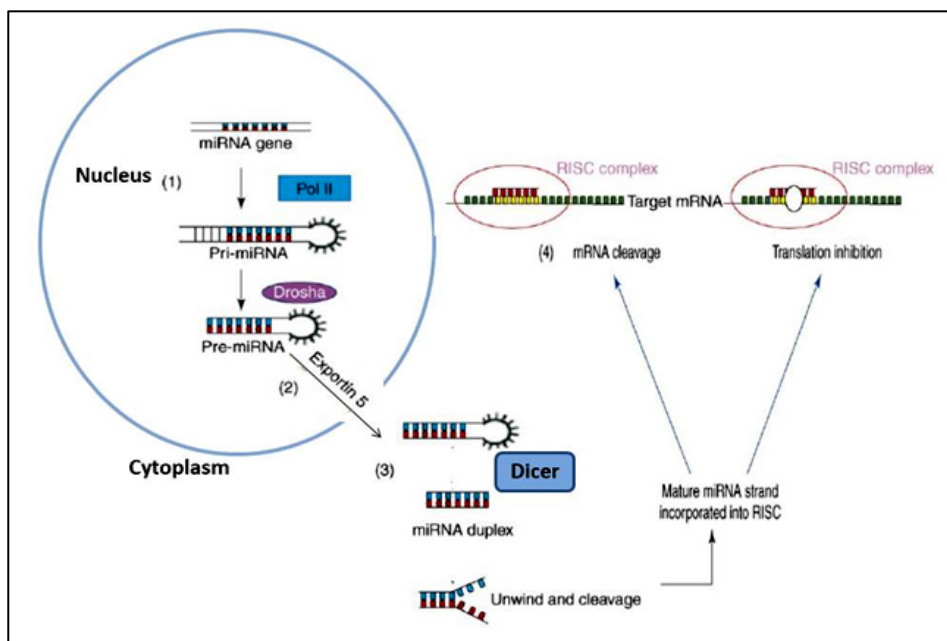 miRNA gene
Nucleus
(1)
Pol II
Pri-miRNA
Drosha
Pre-miRNA
(2)
Exportin 5
Cytoplasm
(3)
Dicer
miRNA duplex
Unwind and cleavage
Mature miRNA strand
incorporated into RISC
RISC complex
RISC complex
Target mRNA
(4)
mRNA cleavage
Translation inhibition